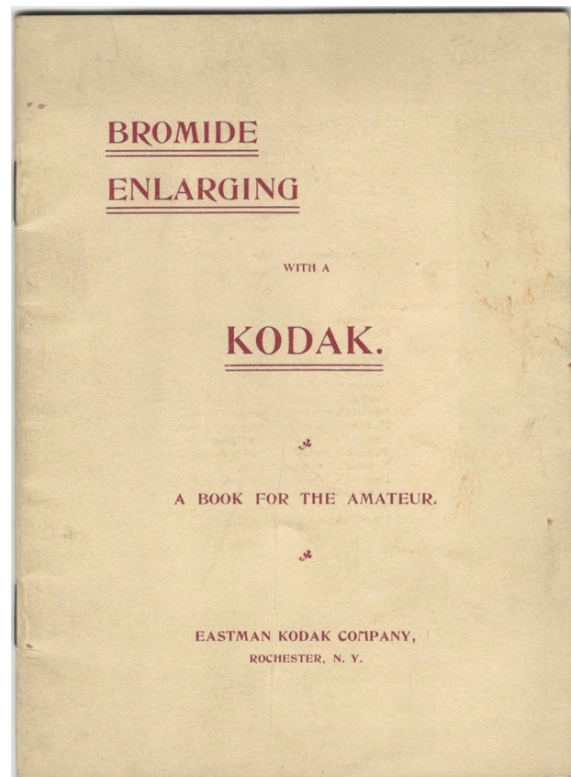 BROMIDE
ENLARGING
WITH A
KODAK.
A BOOK FOR THE AMATEUR.
EASTMAN KODAK COMPANY,
ROCHESTER, N. Y.